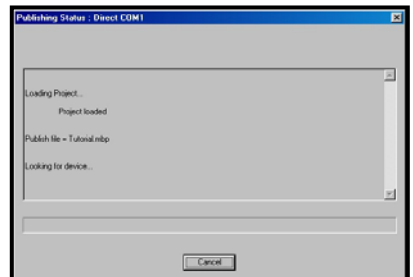 Publishing Status : Direct COM1
Loading Project...
Project loaded
Publish file = Tutorial.mbp
Looking for device...
Cancel